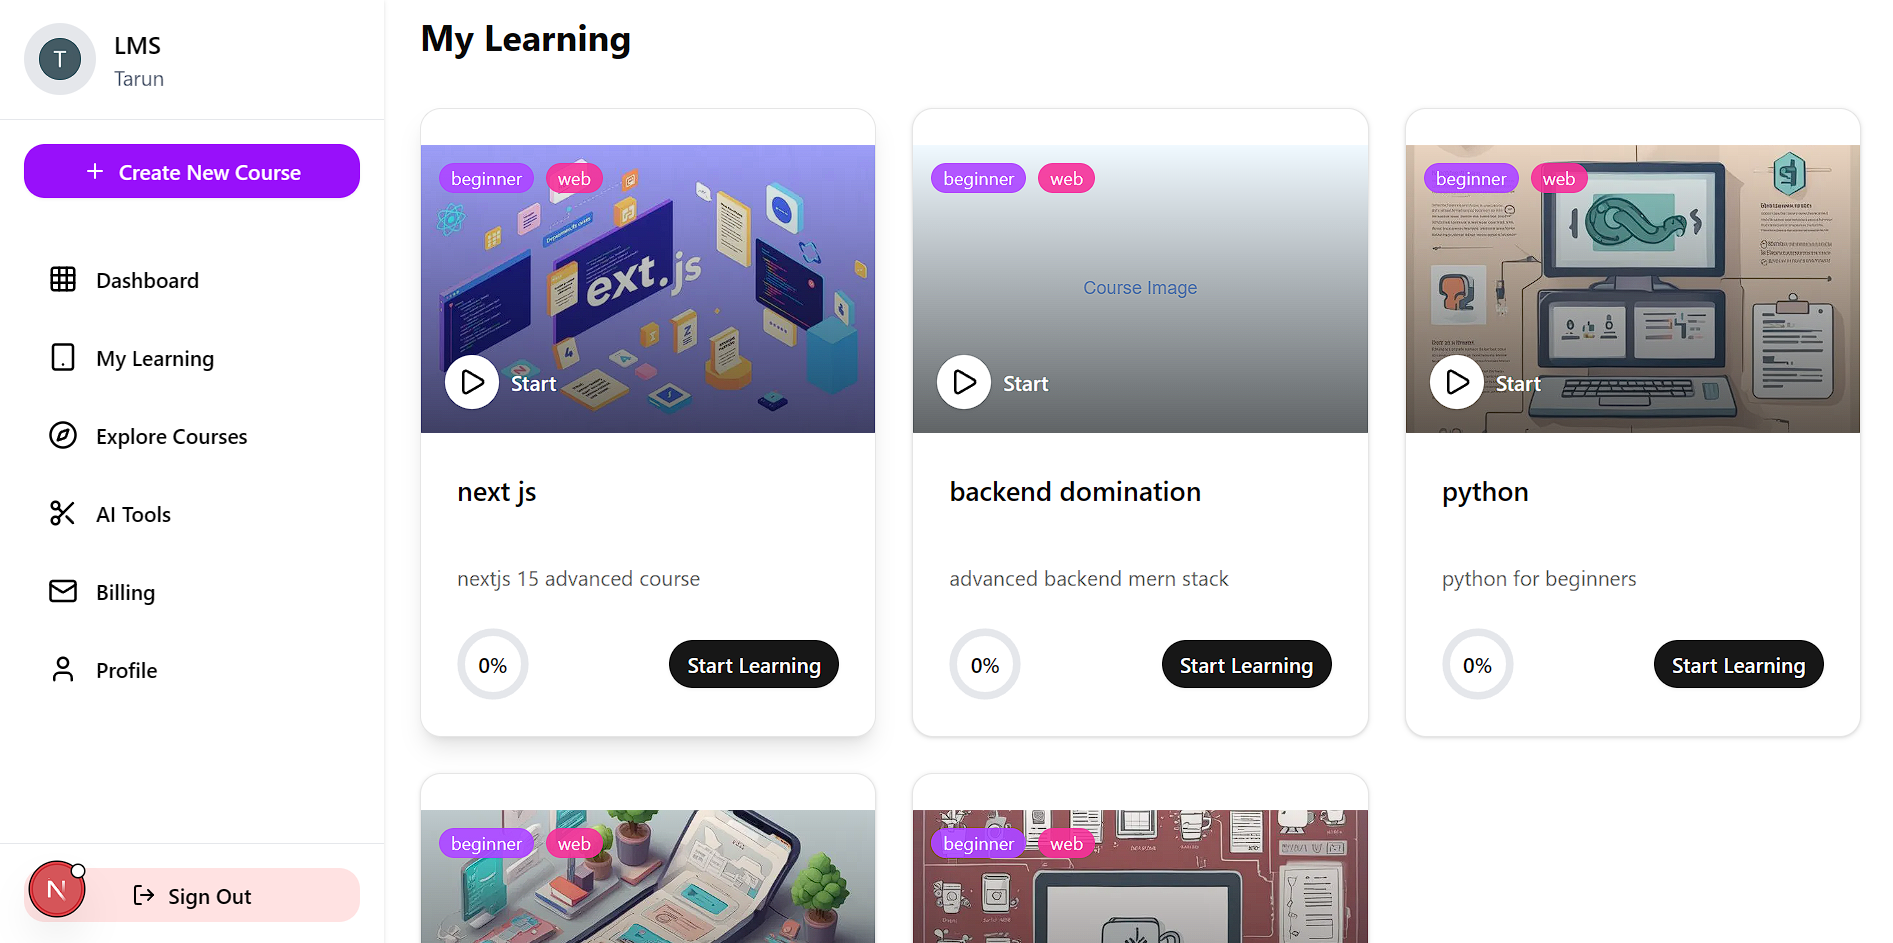 T
LMS
Tarun
Create New Course
Dashboard
My Learning
Explore Courses
AI Tools
Billing
Profile
N
Sign Out
My Learning
beginner web
ext.js
Start
next js
nextjs 15 advanced course
0%
Start Learning
beginner web
Course Image
Start
backend domination
advanced backend mern stack
0%
Start Learning
beginner web
Start
python
python for beginners
0%
Start Learning
beginner web
beginner web